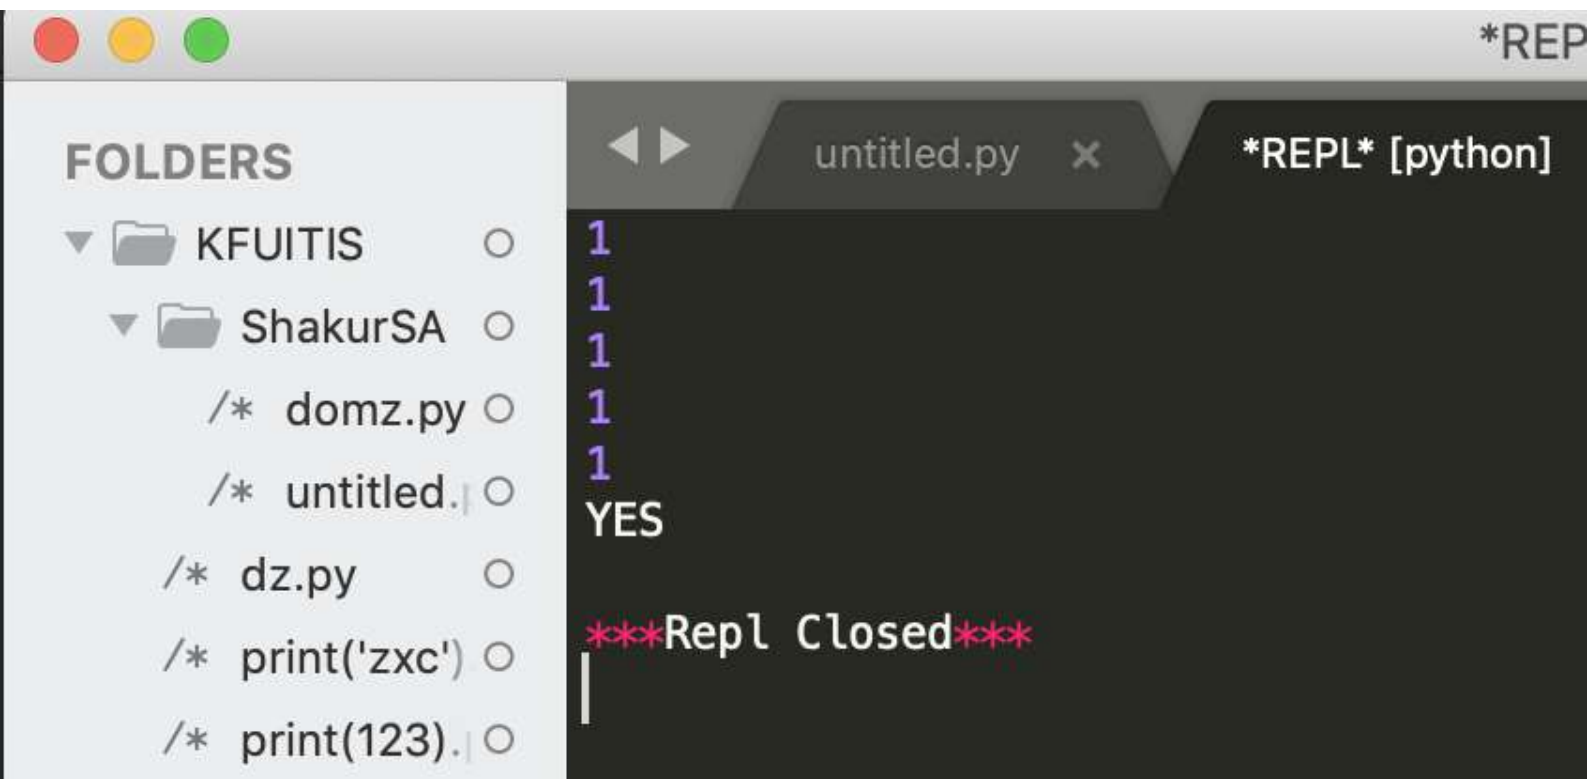 *REP
FOLDERS
KFUITIS
ShakurSA
/* domz.py
/* untitled.
/* dz.py
/* print('zxc')
/* print(123).
untitled.py ×
*REPL* [python]
1
1
1
1
1
YES
***Repl Closed***